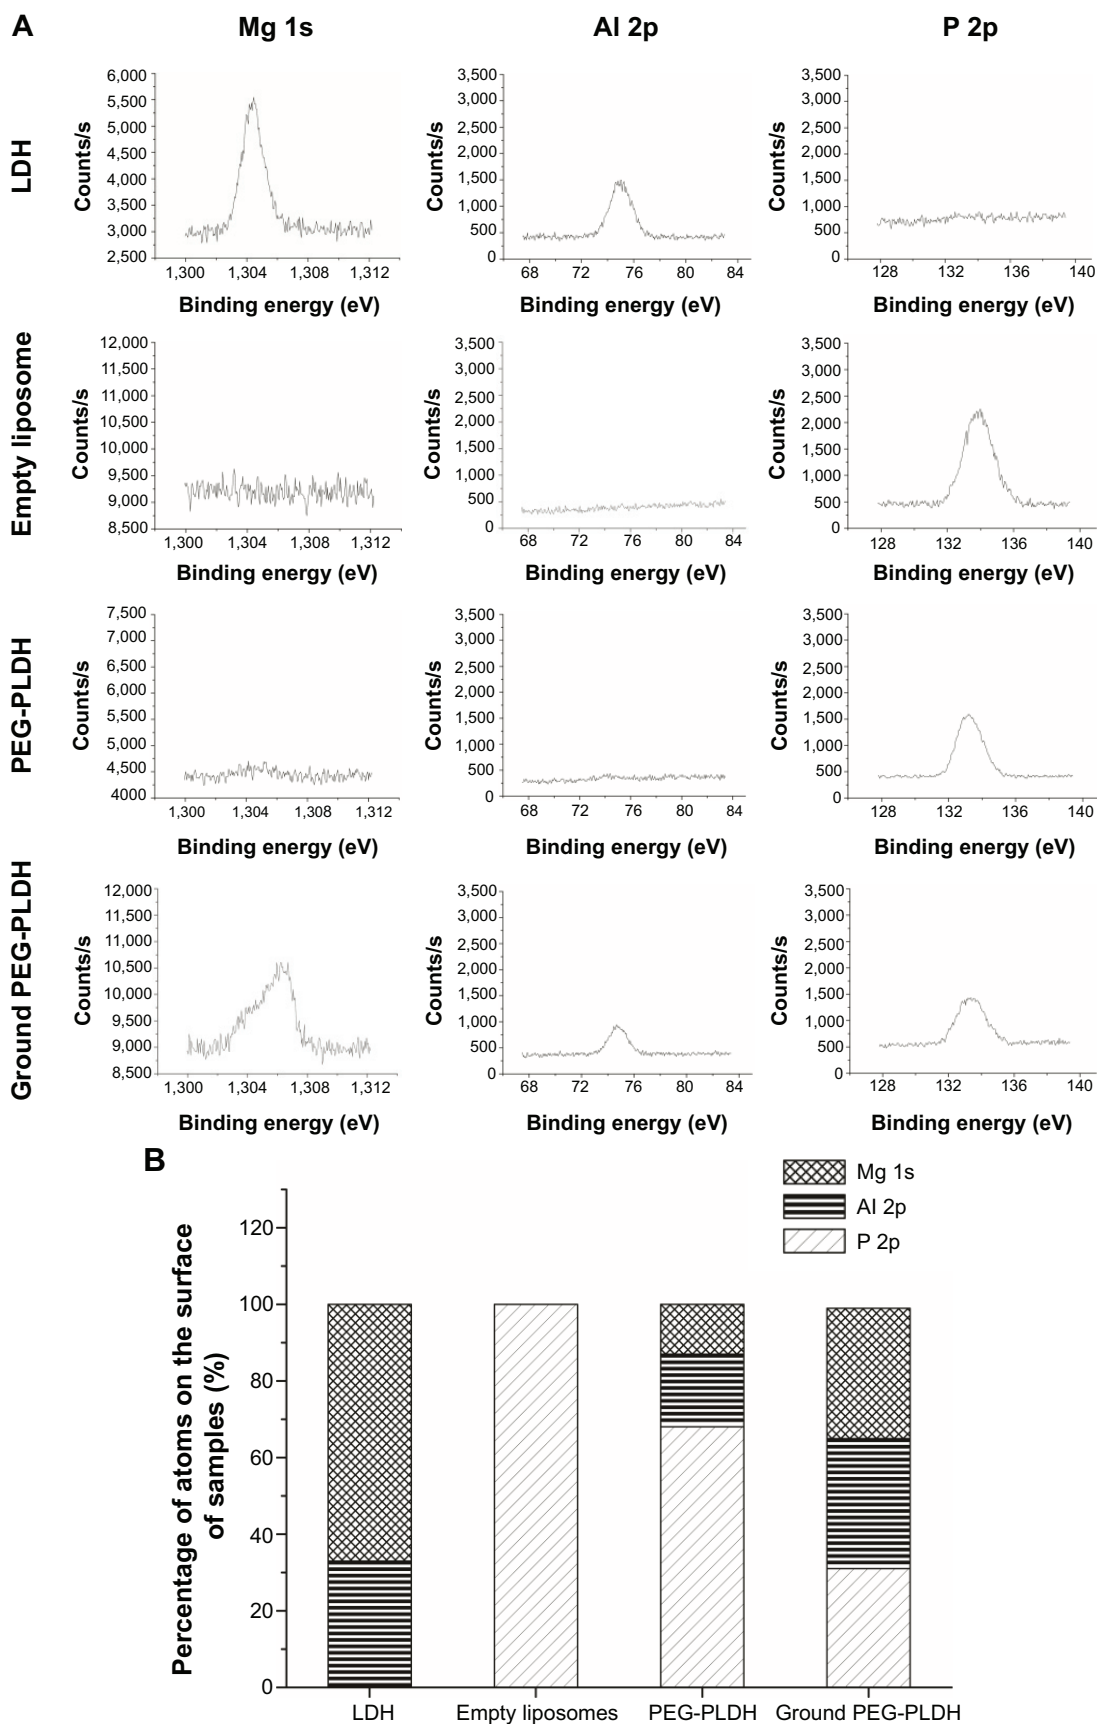 A
Mg 1s
Al 2p
P 2p
LDH
Counts/s
6,000
5,500
5,000
4,500
4,000
3,500
3,000
2,500
1,300 1,304 1,308 1,312
Binding energy (eV)
Counts/s
3,500
3,000
2,500
2,000
1,500
1,000
500
0
68 72 76 80 84
Binding energy (eV)
Counts/s
3,500
3,000
2,500
2,000
1,500
1,000
500
0
128 132 136 140
Binding energy (eV)
Empty liposome
Counts/s
12,000
11,500
11,000
10,500
10,000
9,500
9,000
8,500
1,300 1,304 1,308 1,312
Binding energy (eV)
Counts/s
3,500
3,000
2,500
2,000
1,500
1,000
500
0
68 72 76 80 84
Binding energy (eV)
Counts/s
3,500
3,000
2,500
2,000
1,500
1,000
500
0
128 132 136 140
Binding energy (eV)
PEG-PLDH
Counts/s
7,500
7,000
6,500
6,000
5,500
5,000
4,500
4000
1,300 1,304 1,308 1,312
Binding energy (eV)
Counts/s
3,500
3,000
2,500
2,000
1,500
1,000
500
0
68 72 76 80 84
Binding energy (eV)
Counts/s
3,500
3,000
2,500
2,000
1,500
1,000
500
0
128 132 136 140
Binding energy (eV)
Ground PEG-PLDH
Counts/s
12,000
11,500
11,000
10,500
10,000
9,500
9,000
8,500
1,300 1,304 1,308 1,312
Binding energy (eV)
Counts/s
3,500
3,000
2,500
2,000
1,500
1,000
500
0
68 72 76 80 84
Binding energy (eV)
Counts/s
3,500
3,000
2,500
2,000
1,500
1,000
500
0
128 132 136 140
Binding energy (eV)
B
Mg 1s
Al 2p
P 2p
Percentage of atoms on the surface
of samples (%)
120
100
80
60
40
20
0
LDH Empty liposomes PEG-PLDH Ground PEG-PLDH